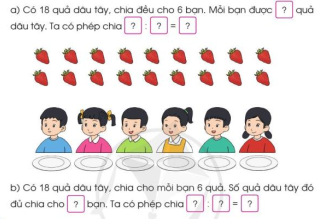 a) Có 18 quả dâu tây, chia đều cho 6 bạn. Mỗi bạn được ? quả
dâu tây. Ta có phép chia ? : ? = ?
b) Có 18 quả dâu tây, chia cho mỗi bạn 6 quả. Số quả dâu tây đó
đủ chia cho ? bạn. Ta có phép chia ? : ? = ?